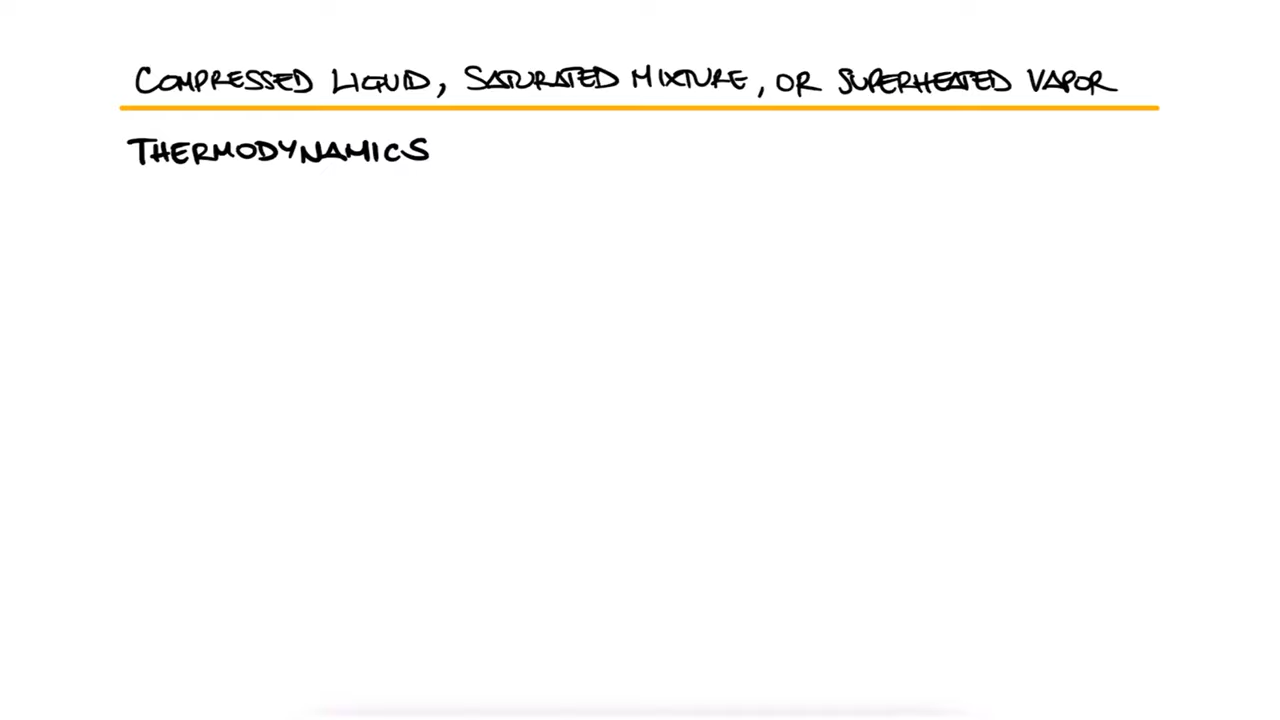 COMPRESSED LIQUID, SATURATED MIXTURE, OR SUPERHEATED VAPOR
THERMODYNAMICS